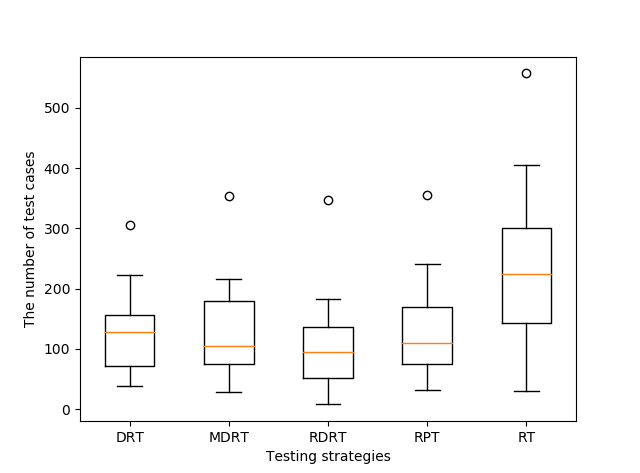 The number of test cases
500
400
300
200
100
0
DRT MDRT RDRT RPT RT
Testing strategies